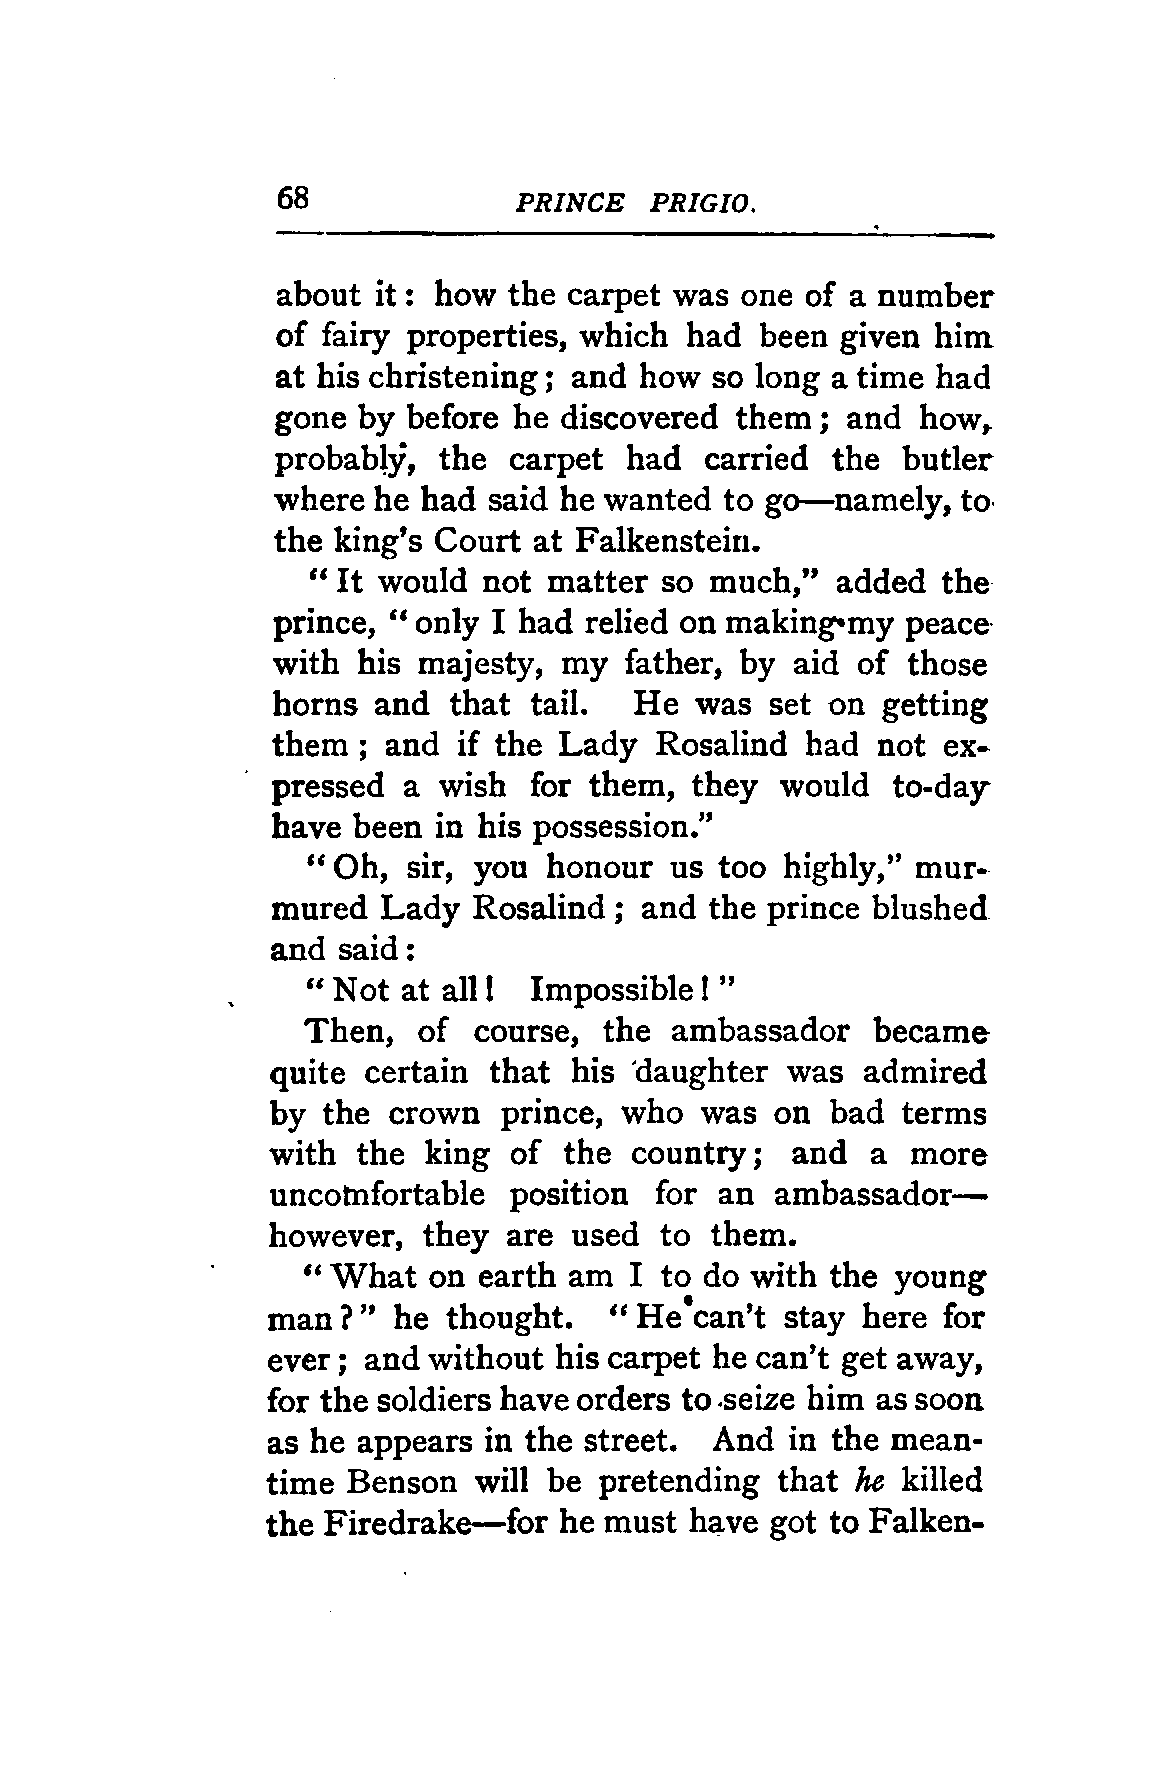 68 PRINCE PRIGIO.
about it : how the carpet was one of a number
of fairy properties, which had been given him
at his christening ; and how so long a time had
gone by before he discovered them ; and how,
probably, the carpet had carried the butler
where he had said he wanted to go—namely, to
the king's Court at Falkenstein.
" It would not matter so much," added the
prince, " only I had relied on making my peace
with his majesty, my father, by aid of those
horns and that tail. He was set on getting
them ; and if the Lady Rosalind had not ex-
pressed a wish for them, they would to-day
have been in his possession."
" Oh, sir, you honour us too highly," mur-
mured Lady Rosalind ; and the prince blushed
and said :
" Not at all ! Impossible ! "
Then, of course, the ambassador became
quite certain that his daughter was admired
by the crown prince, who was on bad terms
with the king of the country ; and a more
uncomfortable position for an ambassador—
however, they are used to them.
" What on earth am I to do with the young
man ? " he thought. " He can't stay here for
ever ; and without his carpet he can't get away,
for the soldiers have orders to seize him as soon
as he appears in the street. And in the mean-
time Benson will be pretending that he killed
the Firedrake—for he must have got to Falken-